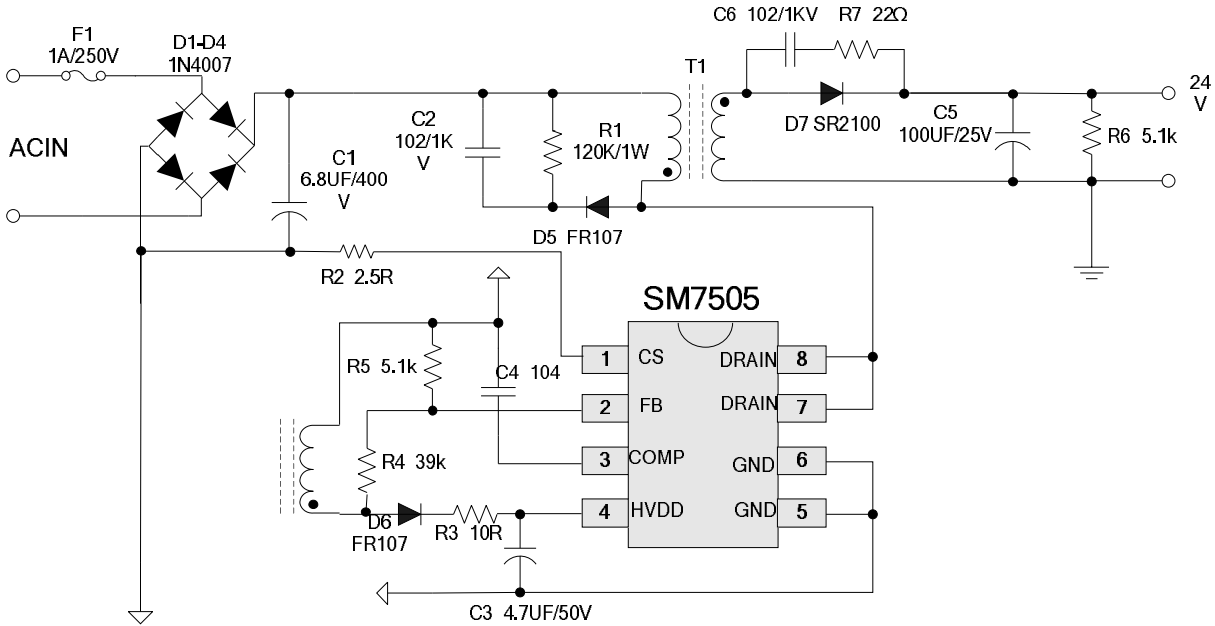 F1
1A/250V
D1-D4
1N4007
ACIN
C1
6.8UF/400
V
C2
102/1K
V
R1
120K/1W
D5 FR107
R2 2.5R
T1
C6 102/1KV
R7 22Ω
D7 SR2100
C5
100UF/25V
R6 5.1k
24
V
SM7505
R5 5.1k
C4 104
R4 39k
D6
FR107
R3 10R
C3 4.7UF/50V
1 CS
DRAIN 8
2 FB
DRAIN 7
3 COMP
GND 6
4 HVDD
GND 5